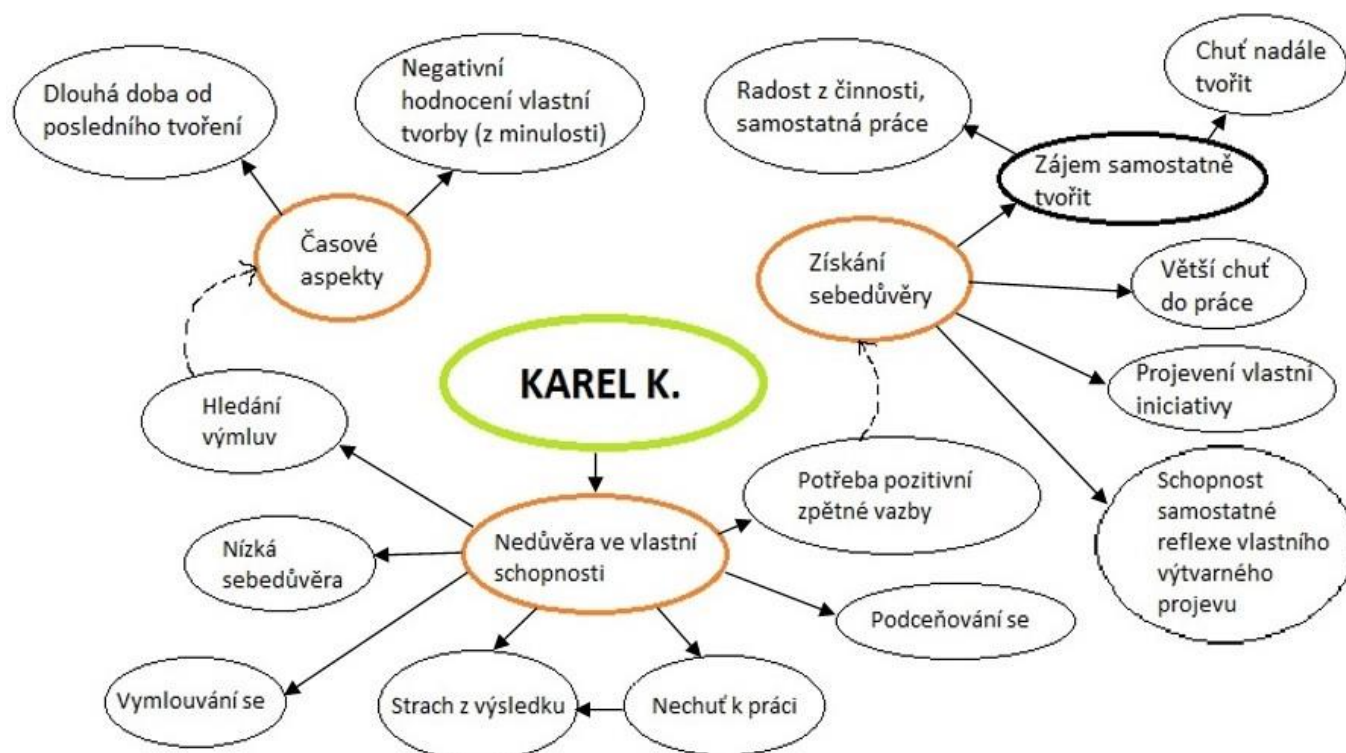 Dlouhá doba od
posledního tvoření
Negativní
hodnocení vlastní
tvorby (z minulosti)
Radost z činnosti,
samostatná práce
Chuť nadále
tvořit
Zájem samostatně
tvořit
Časové
aspekty
Získání
sebedůvěry
Větší chuť
do práce
KAREL K.
Projevení vlastní
iniciativy
Hledání
výmluv
Potřeba pozitivní
zpětné vazby
Schopnost
samostatné
reflexe vlastního
výtvarného
projevu
Nízká
sebedůvěra
Nedůvěra ve vlastní
schopnosti
Podceňování se
Vymlouvání se
Strach z výsledku
Nechuť k práci